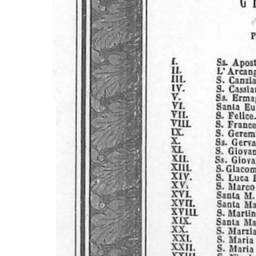 I. Ss. Apost
II. L'Arcang
III. S. Canzia
IV. S. Cassian
V. Ss. Ermag
VI. Santa Eu
VII. S. Felice.
VIII. S. France
IX. S. Gerem
X. Ss. Gerva
XI. S. Giovan
XII. Ss. Giova
XIII. S. Giacom
XIV. S. Luca E
XV. S. Marco
XVI. Santa M.
XVII. Santa Ma
XVIII. S. Martin
XIX. Santa Ma
XX. S. Marzia
XXI. S. Maria
XXII. S. Maria